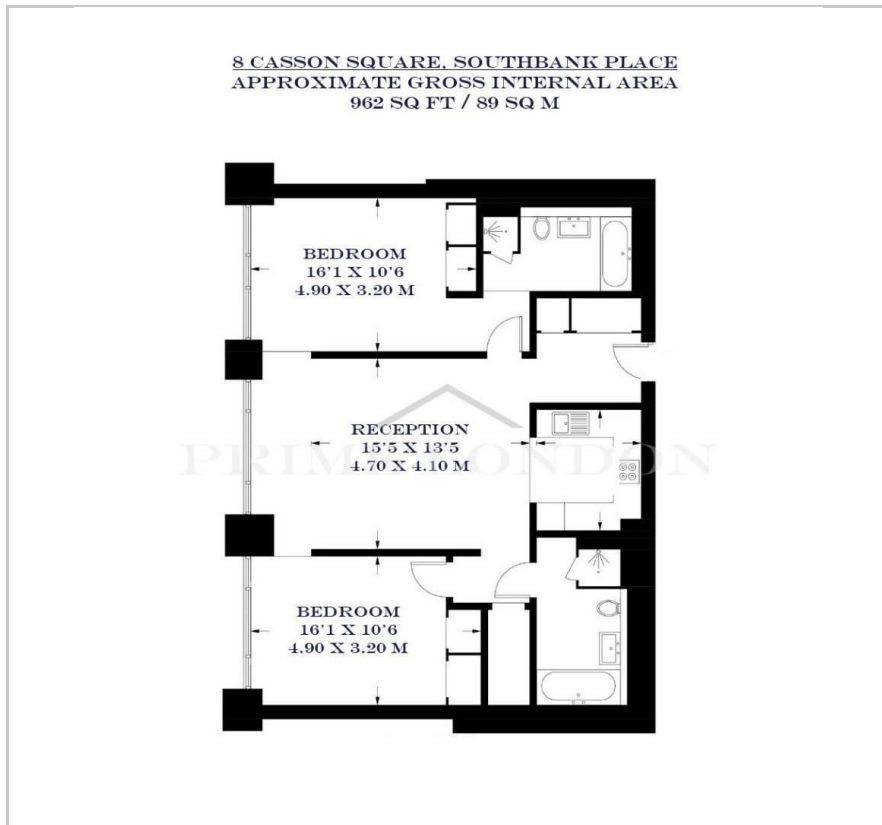 8 CASSON SQUARE, SOUTHBANK PLACE
APPROXIMATE GROSS INTERNAL AREA
962 SQ FT / 89 SQ M
BEDROOM
16'1 X 10'6
4.90 X 3.20 M
RECEPTION
15'5 X 13'5
4.70 X 4.10 M
PRIME LONDON
BEDROOM
16'1 X 10'6
4.90 X 3.20 M